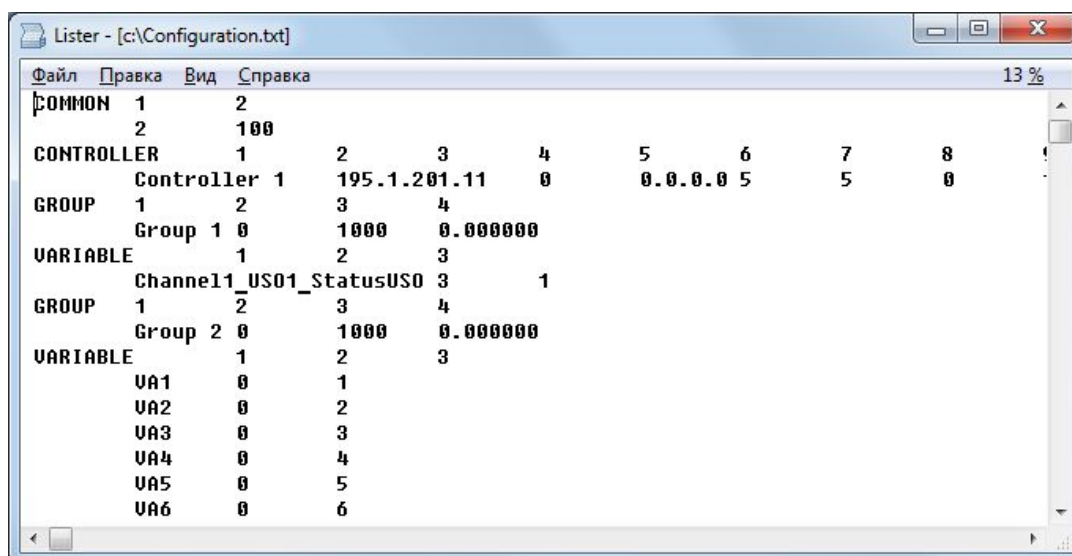 Lister - [c:\Configuration.txt]
Файл Правка Вид Справка 13 %
COMMON 1 2
2 100
CONTROLLER 1 2 3 4 5 6 7 8
Controller 1 195.1.201.11 0 0.0.0.0 5 5 0
GROUP 1 2 3 4
Group 1 0 1000 0.000000
VARIABLE 1 2 3
Channel1_USO1_StatusUSO 3 1
GROUP 1 2 3 4
Group 2 0 1000 0.000000
VARIABLE 1 2 3
VA1 0 1
VA2 0 2
VA3 0 3
VA4 0 4
VA5 0 5
VA6 0 6